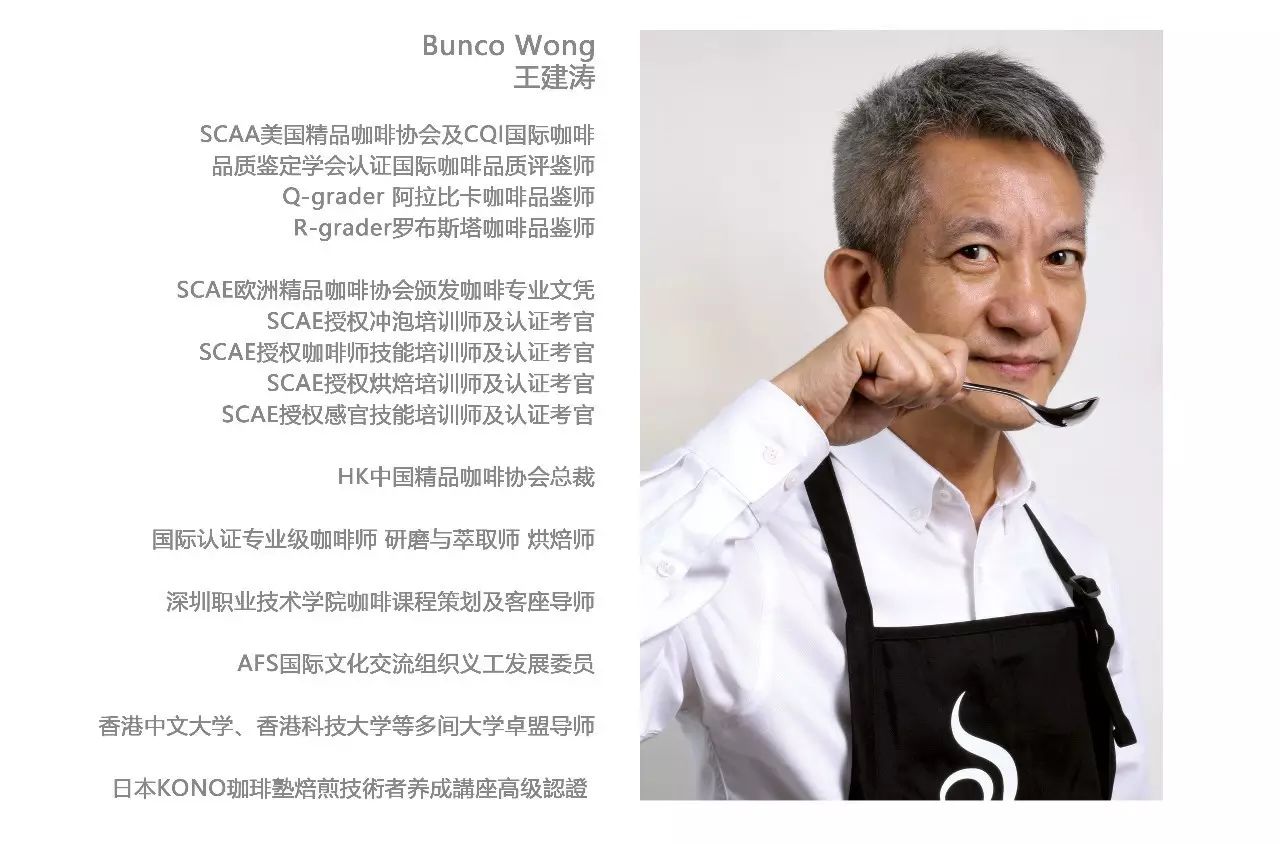 Bunco Wong
王建涛
SCAA美国精品咖啡协会及CQI国际咖啡
品质鉴定学会认证国际咖啡品质评鉴师
Q-grader 阿拉比卡咖啡品鉴师
R-grader罗布斯塔咖啡品鉴师
SCAE欧洲精品咖啡协会颁发咖啡专业文凭
SCAE授权冲泡培训师及认证考官
SCAE授权咖啡师技能培训师及认证考官
SCAE授权烘焙培训师及认证考官
SCAE授权感官技能培训师及认证考官
HK中国精品咖啡协会总裁
国际认证专业级咖啡师 研磨与萃取师 烘焙师
深圳职业技术学院咖啡课程策划及客座导师
AFS国际文化交流组织义工发展委员
香港中文大学、香港科技大学等多间大学卓盟导师
日本KONO珈琲塾焙煎技術者养成講座高级認證